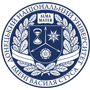 ДОНЕЦЬКИЙ НАЦІОНАЛЬНИЙ УНІВЕРСИТЕТ
ІМЕНІ ВАСИЛЯ СТУСА
ALMA
MATER